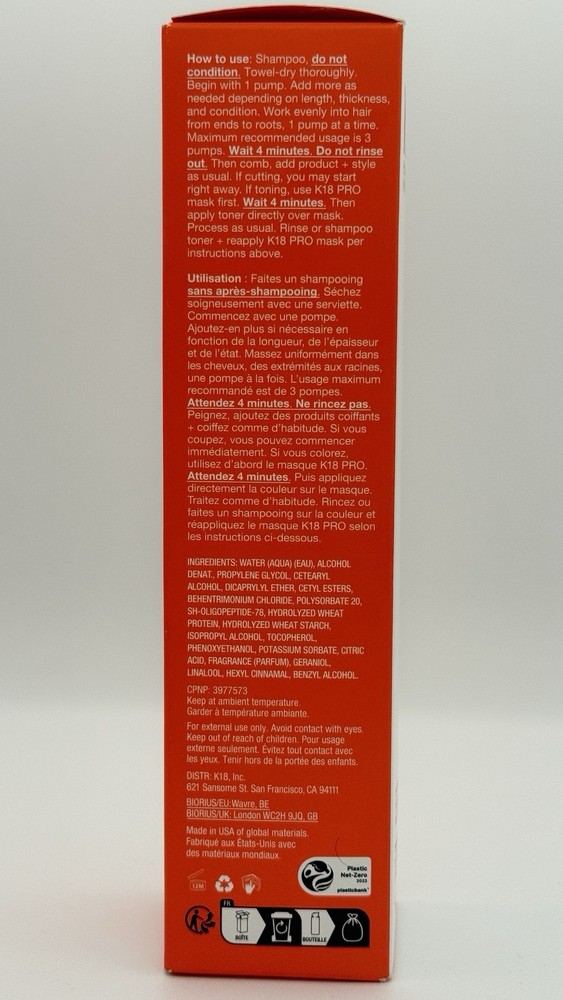 How to use: Shampoo, do not
condition. Towel-dry thoroughly.
Begin with 1 pump. Add more as
needed depending on length, thickness,
and condition. Work evenly into hair
from ends to roots, 1 pump at a time.
Maximum recommended usage is 3
pumps. Wait 4 minutes. Do not rinse
out. Then comb, add product + style
as usual. If cutting, you may start
right away. If toning, use K18 PRO
mask first. Wait 4 minutes. Then
apply toner directly over mask.
Process as usual. Rinse or shampoo
toner + reapply K18 PRO mask per
instructions above.
Utilisation : Faites un shampooing
sans après-shampooing. Séchez
soigneusement avec une serviette.
Commencez avec une pompe.
Ajoutez-en plus si nécessaire en
fonction de la longueur, de l'épaisseur
et de l'état. Massez uniformément dans
les cheveux, des extrémités aux racines,
une pompe à la fois. L'usage maximum
recommandé est de 3 pompes.
Attendez 4 minutes. Ne rincez pas.
Peignez, ajoutez des produits coiffants
+ coiffez comme d'habitude. Si vous
coupez, vous pouvez commencer
immédiatement. Si vous colorez,
utilisez d'abord le masque K18 PRO.
Attendez 4 minutes. Puis appliquez
directement la couleur sur le masque.
Traitez comme d'habitude. Rincez ou
faites un shampooing sur la couleur et
réappliquez le masque K18 PRO selon
les instructions ci-dessous.
INGREDIENTS: WATER (AQUA) (EAU), ALCOHOL
DENAT., PROPYLENE GLYCOL, CETEARYL
ALCOHOL, DICAPRYLYL ETHER, CETYL ESTERS,
BEHENTRIMONIUM CHLORIDE, POLYSORBATE 20,
SH-OLIGOPEPTIDE-78, HYDROLYZED WHEAT
PROTEIN, HYDROLYZED WHEAT STARCH,
ISOPROPYL ALCOHOL, TOCOPHEROL,
PHENOXYETHANOL, POTASSIUM SORBATE, CITRIC
ACID, FRAGRANCE (PARFUM), GERANIOL,
LINALOOL, HEXYL CINNAMAL, BENZYL ALCOHOL.
CPNP: 3977573
Keep at ambient temperature.
Garder à température ambiante.
For external use only. Avoid contact with eyes.
Keep out of reach of children. Pour usage
externe seulement. Évitez tout contact avec
les yeux. Tenir hors de la portée des enfants.
DISTR: K18, Inc.
621 Sansome St. San Francisco, CA 94111
BIORIUS/EU: Wavre, BE
BIORIUS/UK: London WC2H 9JQ, GB
Made in USA of global materials.
Fabriqué aux États-Unis avec
des matériaux mondiaux.
Plastic
Net-Zero
2022
plasticbank
12M
FR
BOÎTE
BOUTEILLE